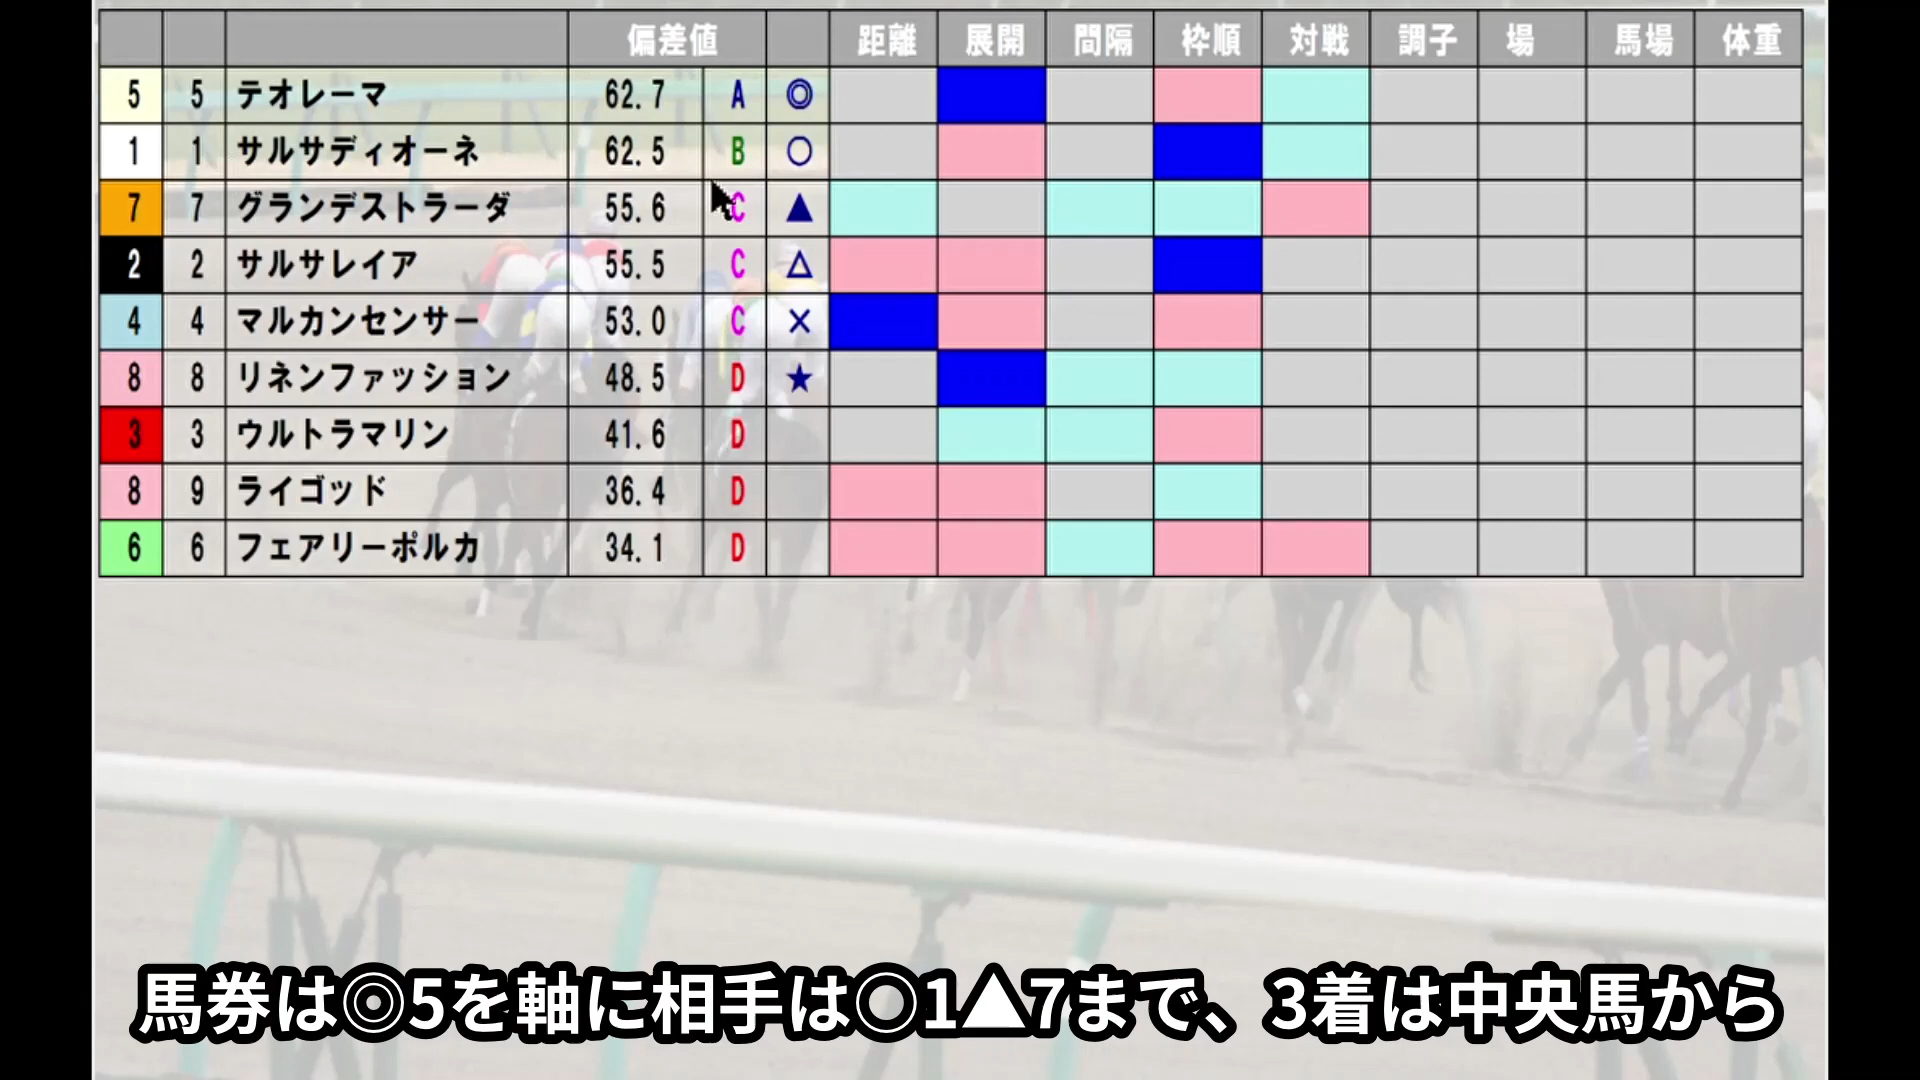 偏差値 距離 展開 間隔 枠順 対戦 調子 場 馬場 体重
5 5 テオレーマ 62.7 A ◎
1 1 サルサディオーネ 62.5 B ○
7 7 グランデストラーダ 55.6 C ▲
2 2 サルサレイア 55.5 C △
4 4 マルカンセンサー 53.0 C ×
8 8 リネンファッション 48.5 D ★
3 3 ウルトラマリン 41.6 D
8 9 ライゴッド 36.4 D
6 6 フェアリーポルカ 34.1 D
馬券は◎5を軸に相手は○1▲7まで、3着は中央馬から